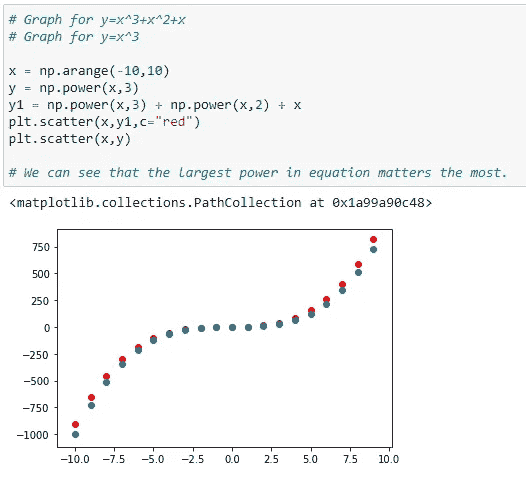 # Graph for y=x^3+x^2+x
# Graph for y=x^3
x = np.arange(-10,10)
y = np.power(x,3)
y1 = np.power(x,3) + np.power(x,2) + x
plt.scatter(x,y1,c="red")
plt.scatter(x,y)
# We can see that the largest power in equation matters the most.
<matplotlib.collections.PathCollection at 0x1a99a90c48>
750
500
250
0
−250
−500
−750
−1000
−10.0 −7.5 −5.0 −2.5 0.0 2.5 5.0 7.5 10.0